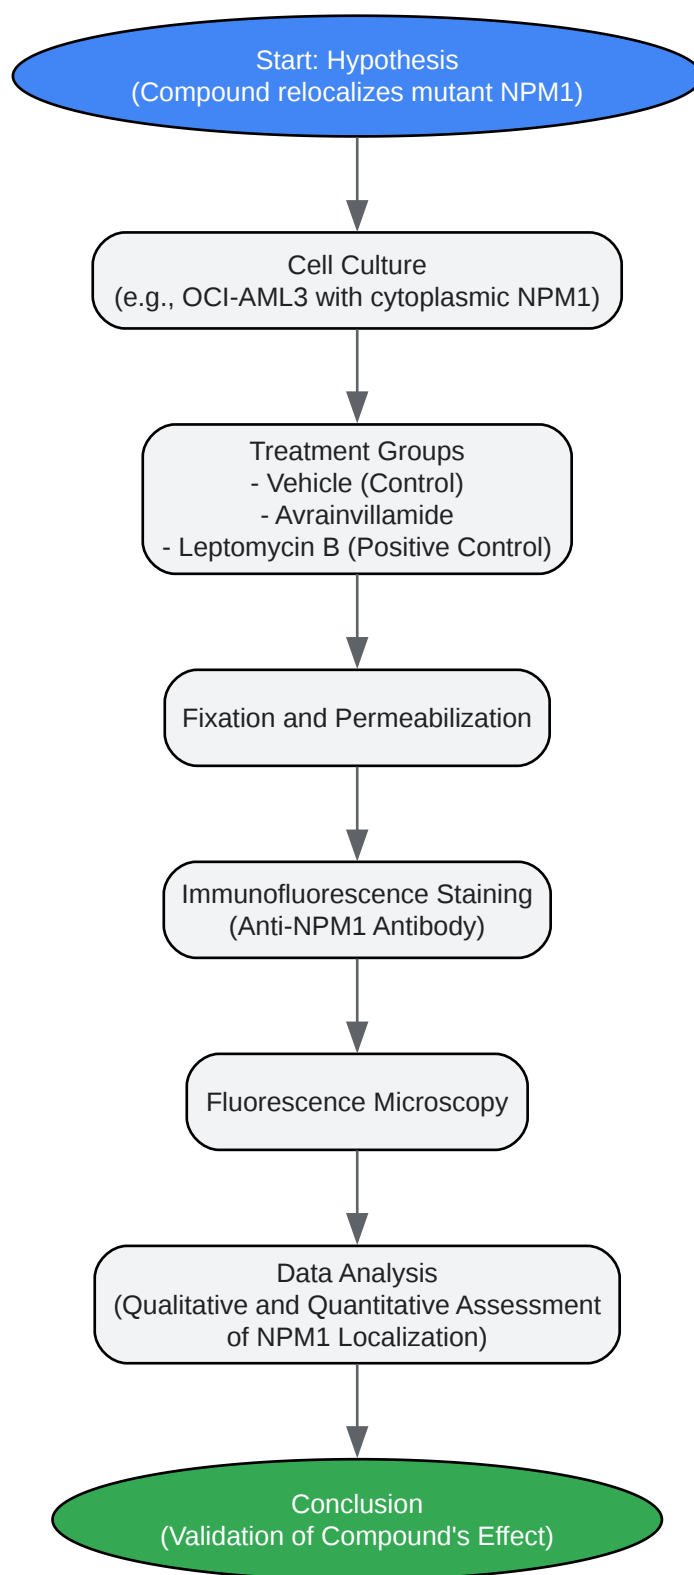 Start: Hypothesis
(Compound relocalizes mutant NPM1)
Cell Culture
(e.g., OCI-AML3 with cytoplasmic NPM1)
Treatment Groups
- Vehicle (Control)
- Avrainvillamide
- Leptomycin B (Positive Control)
Fixation and Permeabilization
Immunofluorescence Staining
(Anti-NPM1 Antibody)
Fluorescence Microscopy
Data Analysis
(Qualitative and Quantitative Assessment
of NPM1 Localization)
Conclusion
(Validation of Compound's Effect)